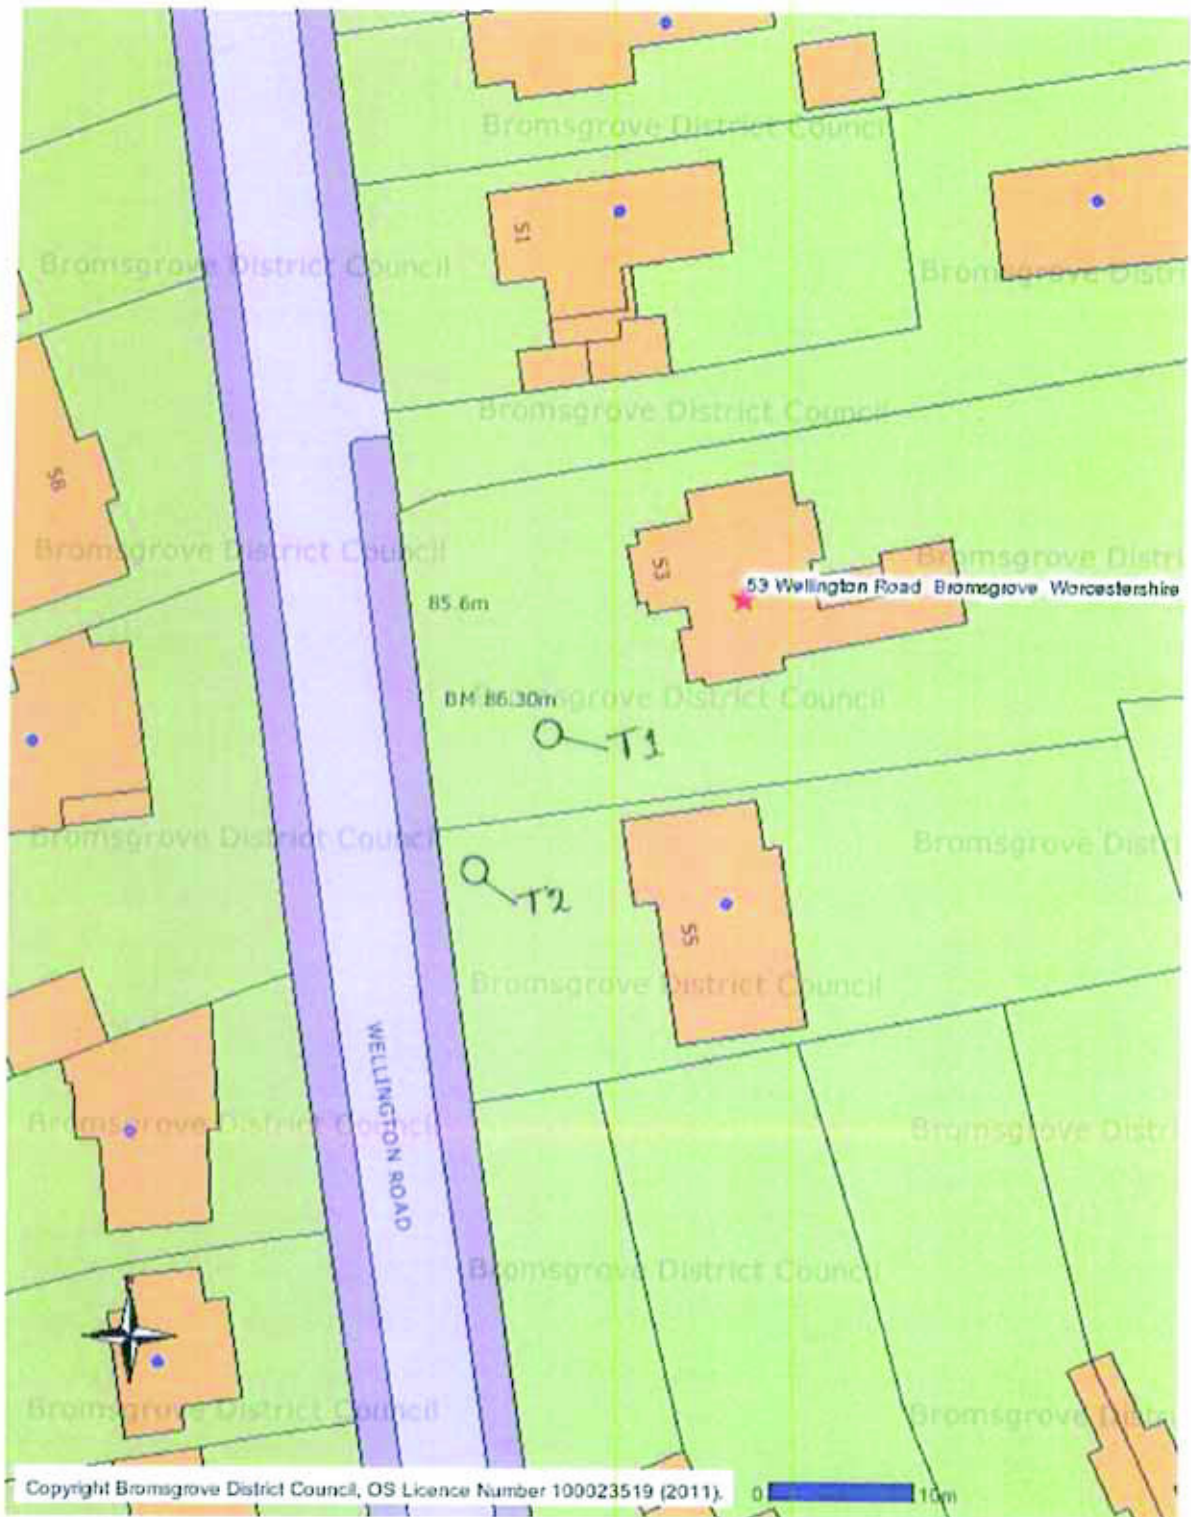 Bromsgrove District Council
51
Bromsgrove District Council
Bromsgrove Distri
Bromsgrove District Council
58
Bromsgrove District Council
53
Bromsgrove Distri
53 Wellington Road Bromsgrove Worcestershire
85.6m
BM 86.30m
Bromsgrove District Council
T1
Bromsgrove District Council
Bromsgrove Distri
T2
55
Bromsgrove District Council
WELLINGTON ROAD
Bromsgrove District Council
Bromsgrove Distri
Bromsgrove District Council
Bromsgrove District Council
Bromsgrove Distri
Copyright Bromsgrove District Council, OS Licence Number 100023519 (2011).
0 10m